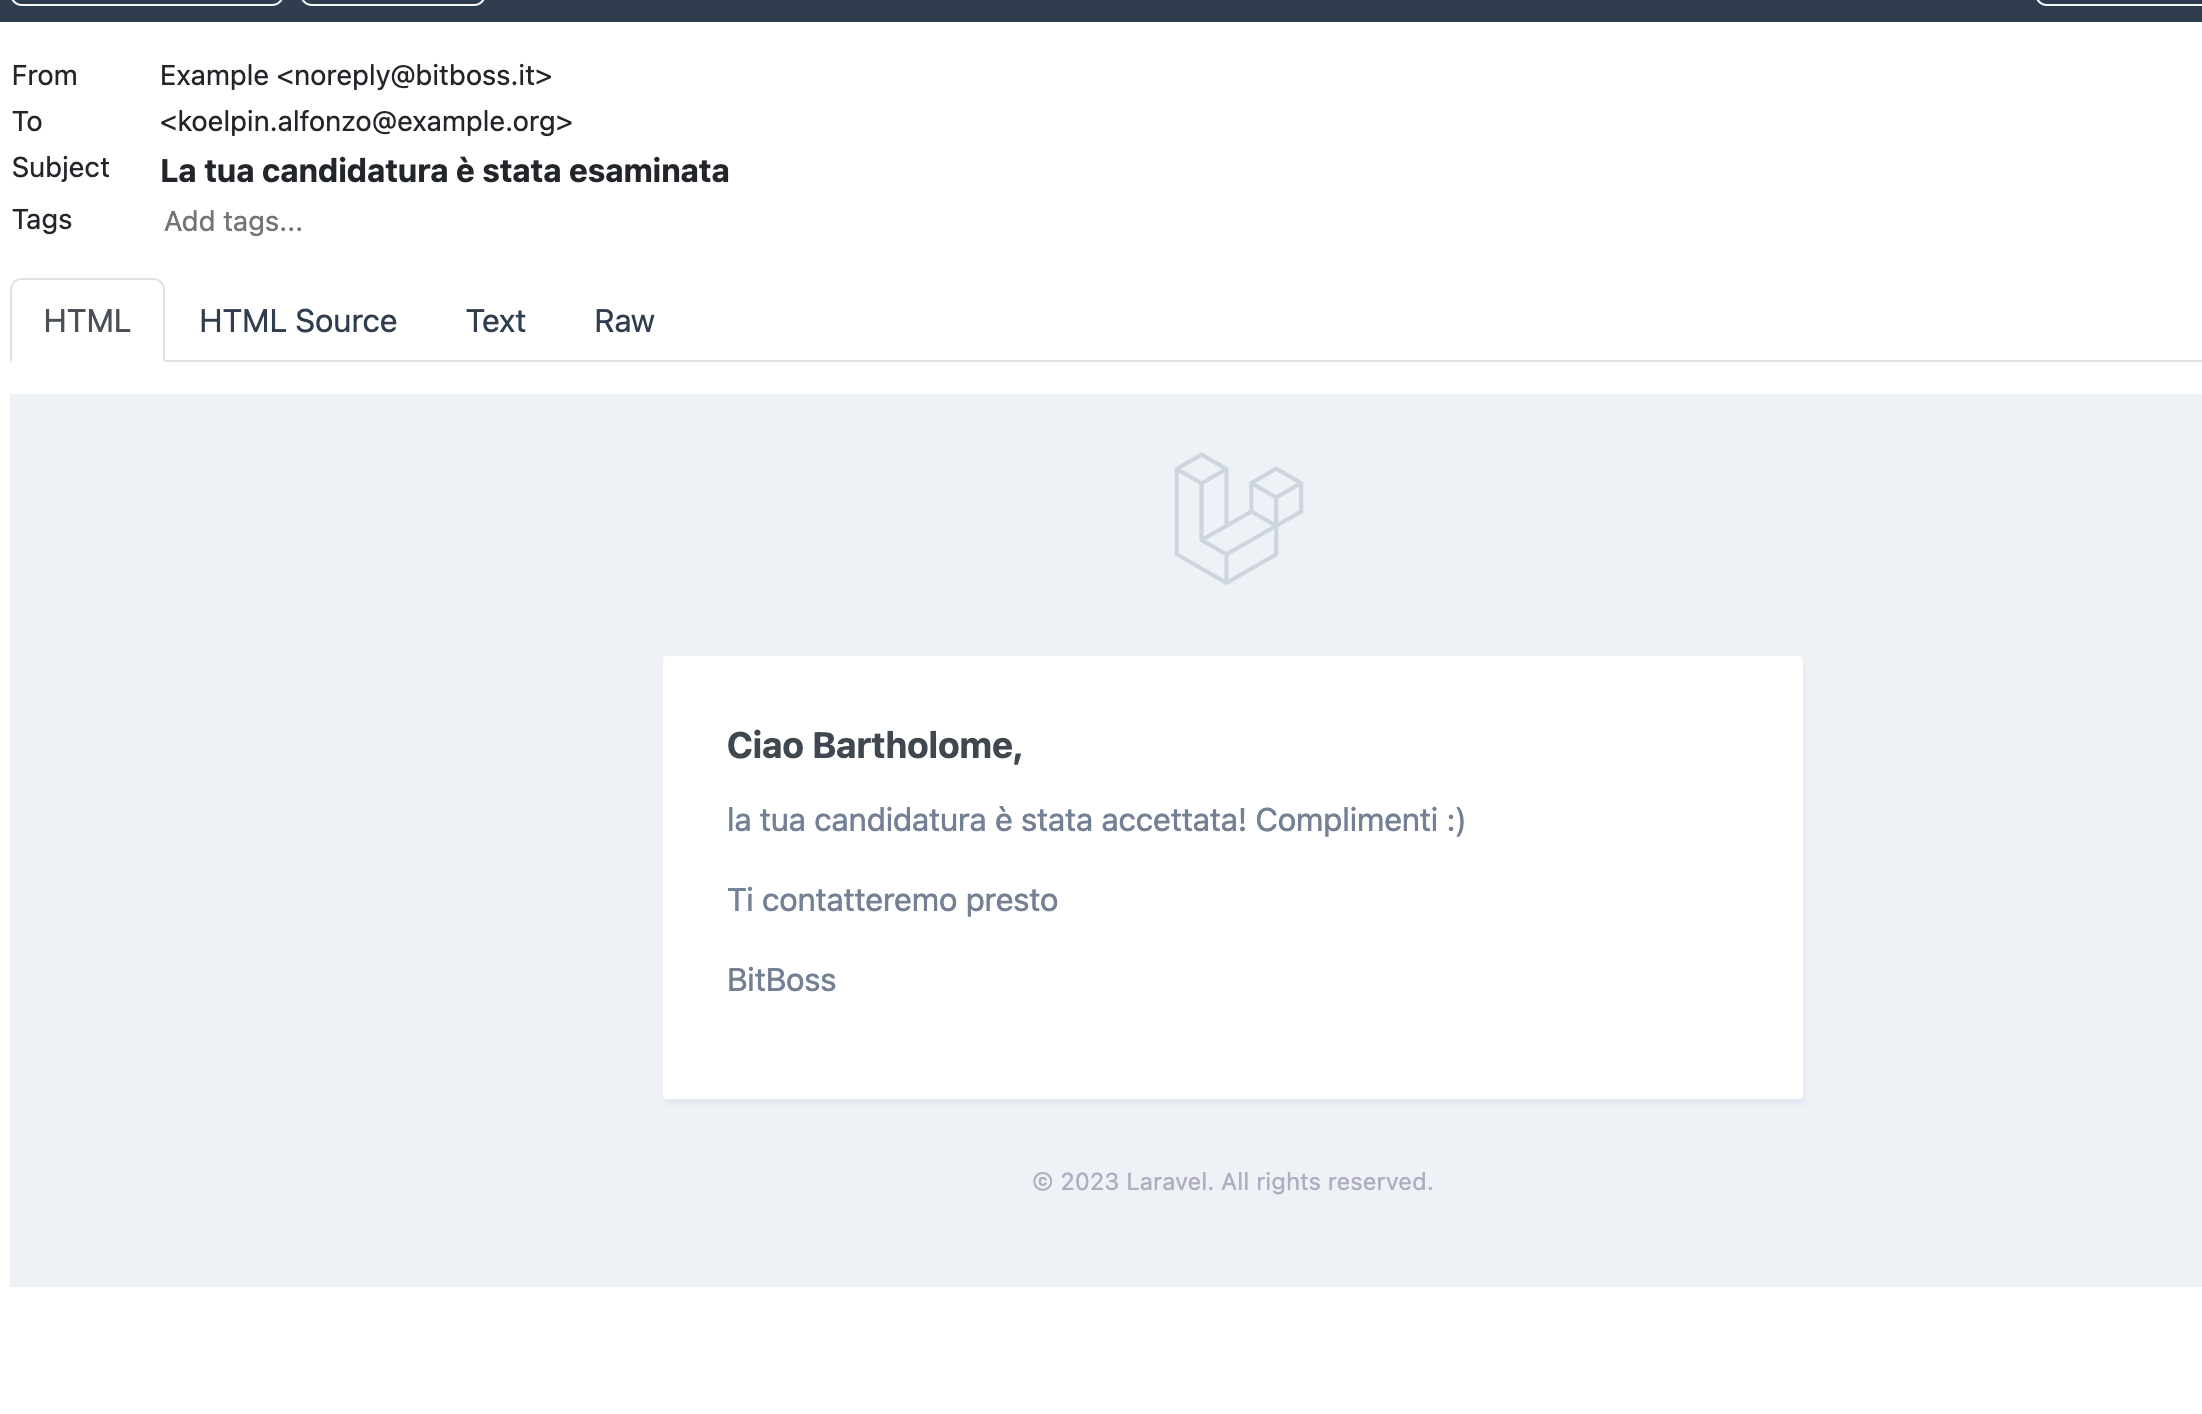 From Example <noreply@bitboss.it>
To <koelpin.alfonzo@example.org>
Subject La tua candidatura è stata esaminata
Tags Add tags...
HTML HTML Source Text Raw
Ciao Bartholome,
la tua candidatura è stata accettata! Complimenti :)
Ti contatteremo presto
BitBoss
© 2023 Laravel. All rights reserved.